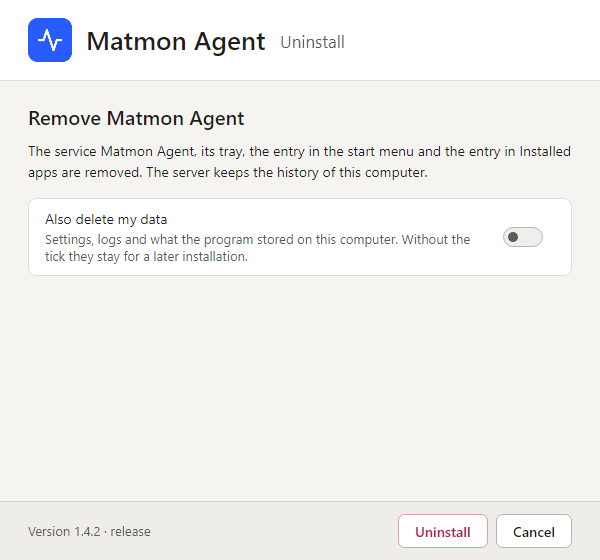 Matmon Agent Uninstall
Remove Matmon Agent
The service Matmon Agent, its tray, the entry in the start menu and the entry in Installed
apps are removed. The server keeps the history of this computer.
Also delete my data
Settings, logs and what the program stored on this computer. Without the
tick they stay for a later installation.
Version 1.4.2 · release
Uninstall
Cancel